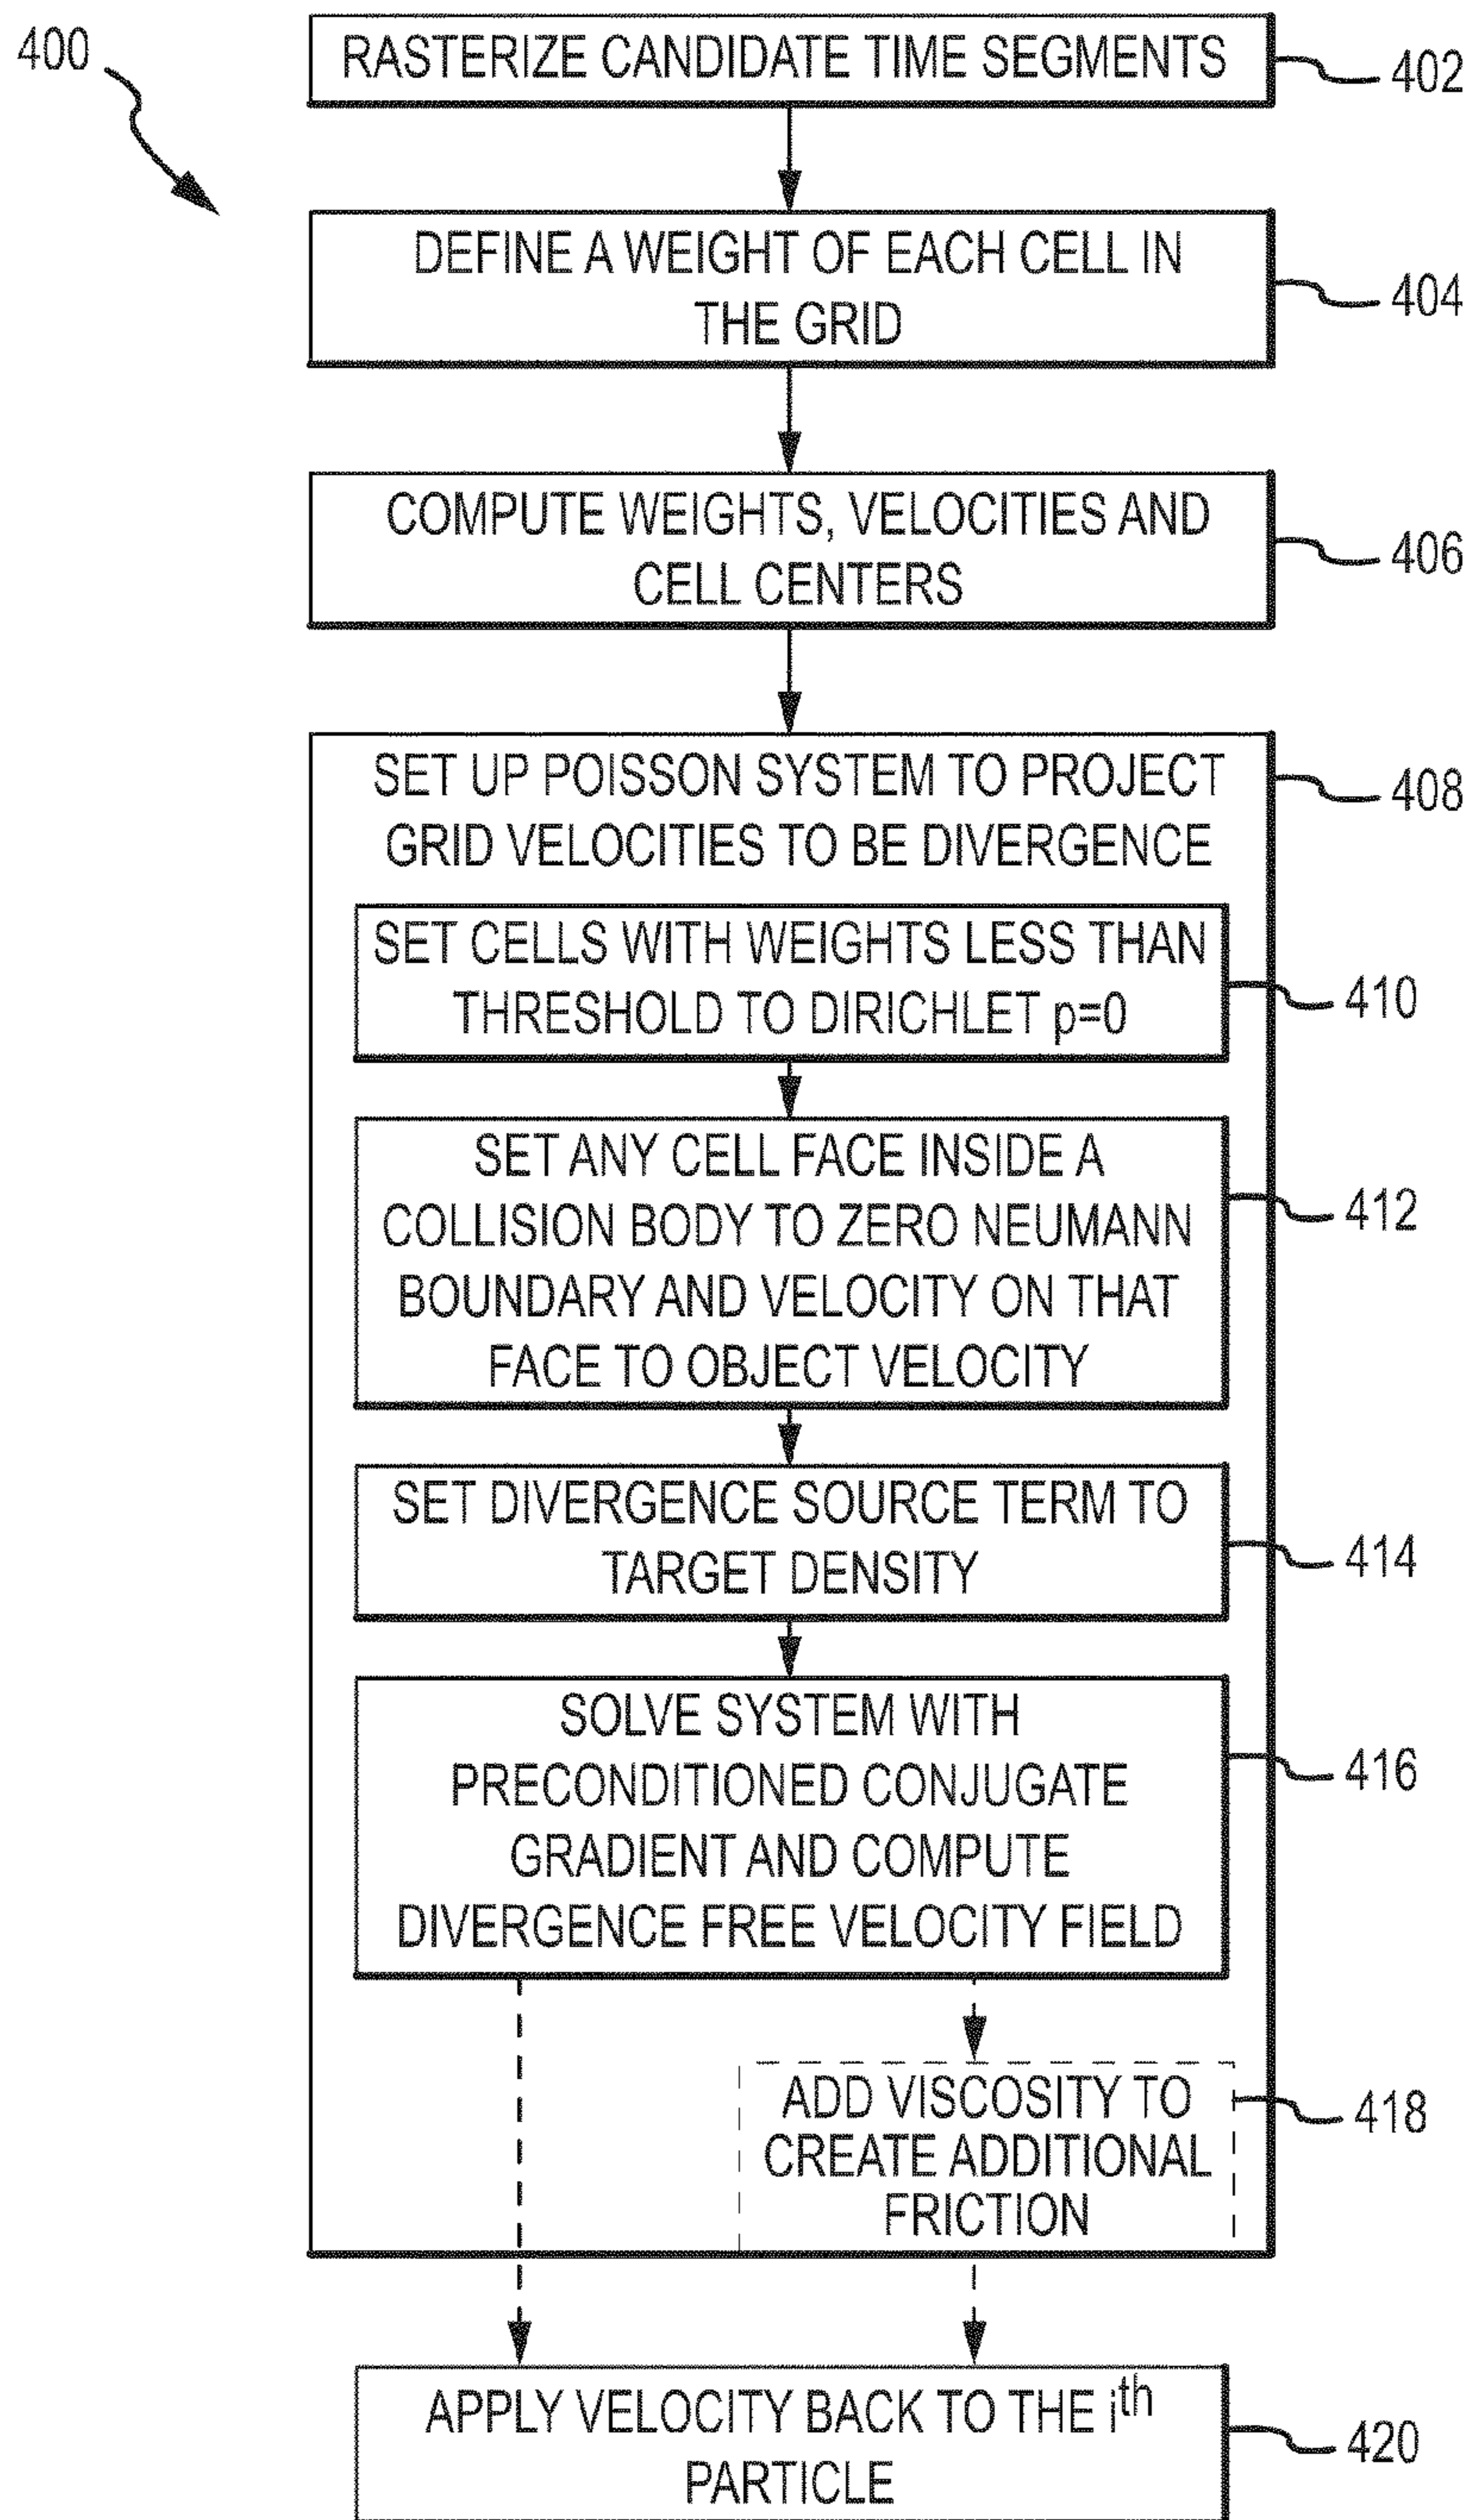 400
RASTERIZE CANDIDATE TIME SEGMENTS
402
DEFINE A WEIGHT OF EACH CELL IN
THE GRID
404
COMPUTE WEIGHTS, VELOCITIES AND
CELL CENTERS
406
SET UP POISSON SYSTEM TO PROJECT
GRID VELOCITIES TO BE DIVERGENCE
408
SET CELLS WITH WEIGHTS LESS THAN
THRESHOLD TO DIRICHLET p=0
410
SET ANY CELL FACE INSIDE A
COLLISION BODY TO ZERO NEUMANN
BOUNDARY AND VELOCITY ON THAT
FACE TO OBJECT VELOCITY
412
SET DIVERGENCE SOURCE TERM TO
TARGET DENSITY
414
SOLVE SYSTEM WITH
PRECONDITIONED CONJUGATE
GRADIENT AND COMPUTE
DIVERGENCE FREE VELOCITY FIELD
416
ADD VISCOSITY TO
CREATE ADDITIONAL
FRICTION
418
APPLY VELOCITY BACK TO THE ith
PARTICLE
420